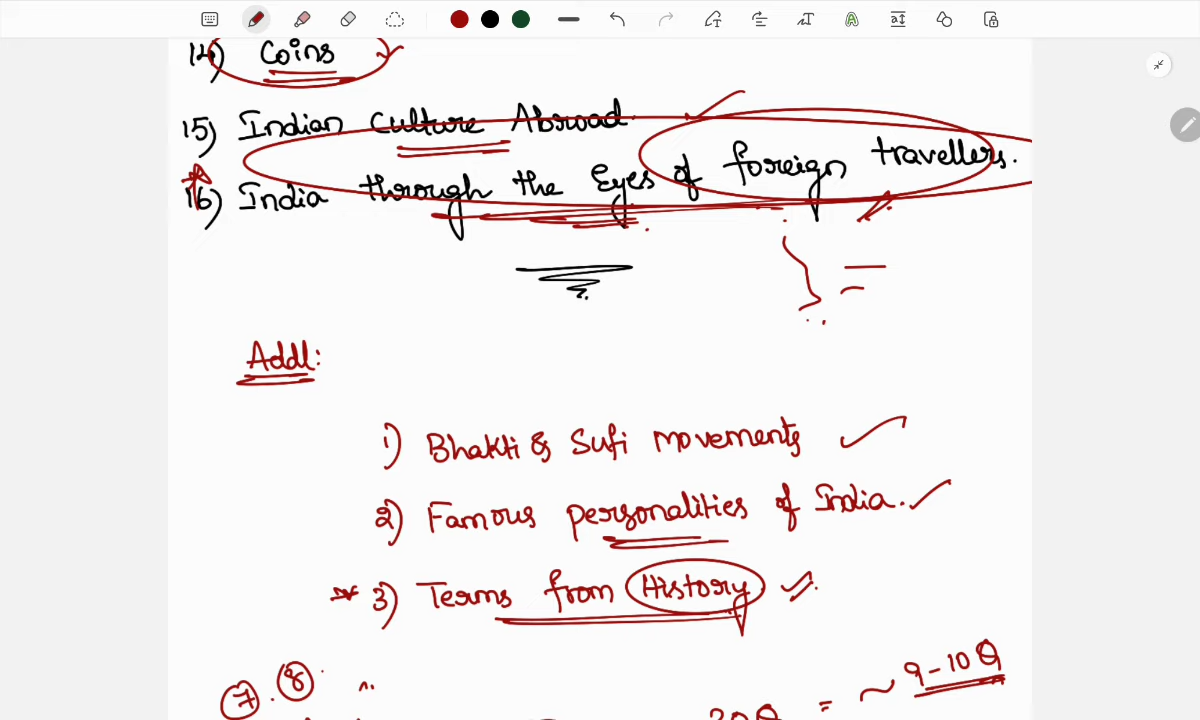 14) Coins
15) Indian Culture Abroad.
16) India through the Eyes of foreign travellers.
Addl:
1) Bhakti & Sufi movements
2) Famous personalities of India.
3) Terms from History
7. 8
= ~ 9-10Q